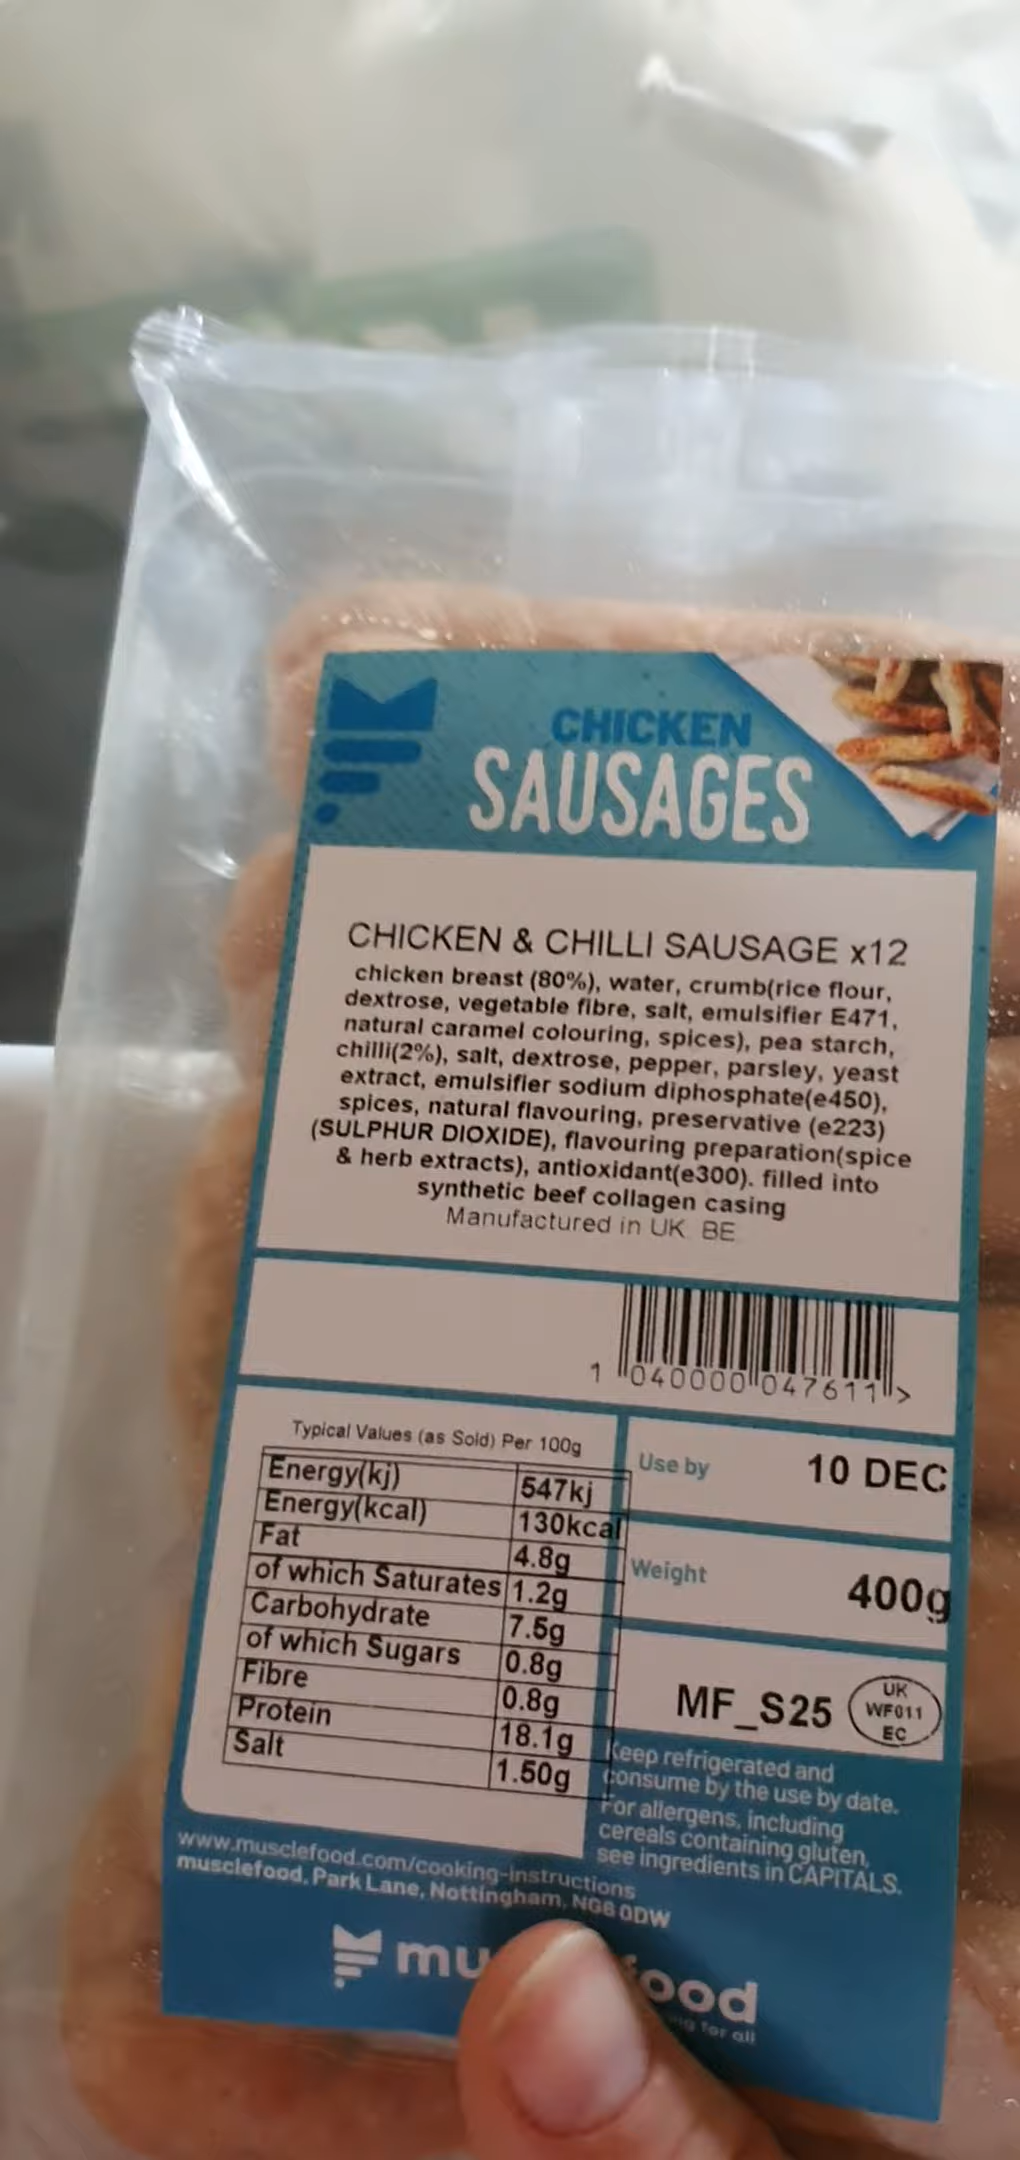 CHICKEN
SAUSAGES
CHICKEN & CHILLI SAUSAGE x12
chicken breast (80%), water, crumb(rice flour,
dextrose, vegetable fibre, salt, emulsifier E471,
natural caramel colouring, spices), pea starch,
chilli(2%), salt, dextrose, pepper, parsley, yeast
extract, emulsifier sodium diphosphate(e450),
spices, natural flavouring, preservative (e223)
(SULPHUR DIOXIDE), flavouring preparation(spice
& herb extracts), antioxidant(e300). filled into
synthetic beef collagen casing
Manufactured in UK BE
1 040000 047611 >
Typical Values (as Sold) Per 100g
Energy(kj) 547kj
Energy(kcal) 130kcal
Fat 4.8g
of which Saturates 1.2g
Carbohydrate 7.5g
of which Sugars 0.8g
Fibre 0.8g
Protein 18.1g
Salt 1.50g
Use by 10 DEC
Weight 400g
MF_S25
UK
WF011
EC
Keep refrigerated and
consume by the use by date.
For allergens, including
cereals containing gluten,
see ingredients in CAPITALS.
www.musclefood.com/cooking-instructions
musclefood, Park Lane, Nottingham, NG6 0DW
mu ood
for all